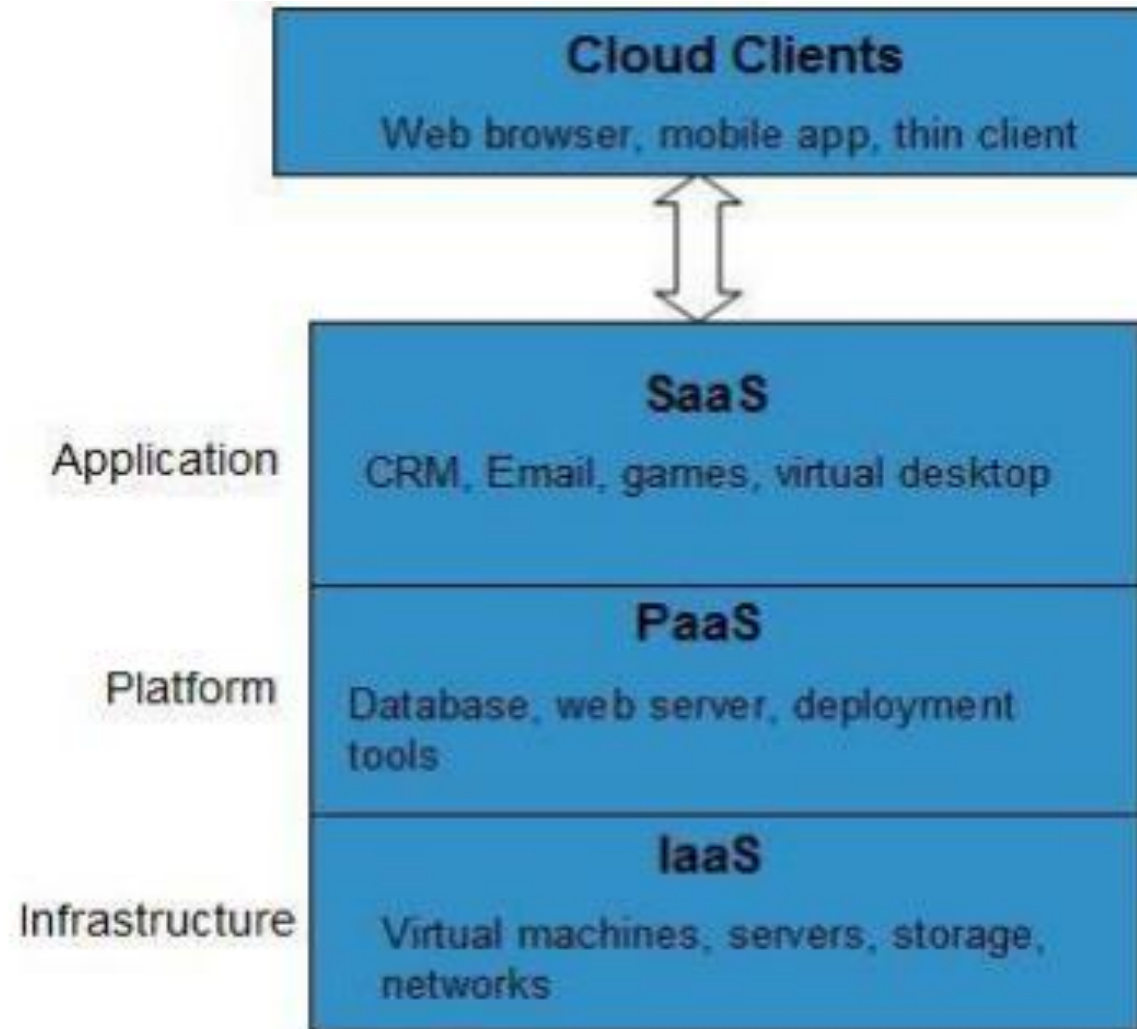 Cloud Clients
Web browser, mobile app, thin client
SaaS
Application
CRM, Email, games, virtual desktop
PaaS
Platform
Database, web server, deployment
tools
IaaS
Infrastructure
Virtual machines, servers, storage,
networks